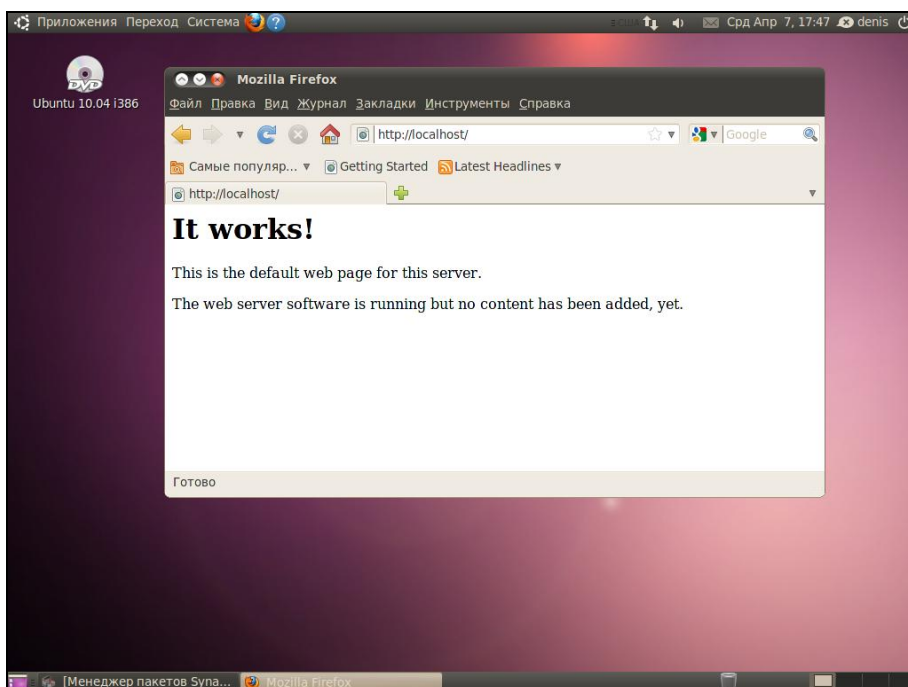 Приложения Переход Система
США
Срд Апр 7, 17:47 denis
Ubuntu 10.04 i386
Mozilla Firefox
Файл Правка Вид Журнал Закладки Инструменты Справка
http://localhost/ Google
Самые популяр... Getting Started Latest Headlines
http://localhost/
It works!
This is the default web page for this server.
The web server software is running but no content has been added, yet.
Готово
[Менеджер пакетов Syna... Mozilla Firefox